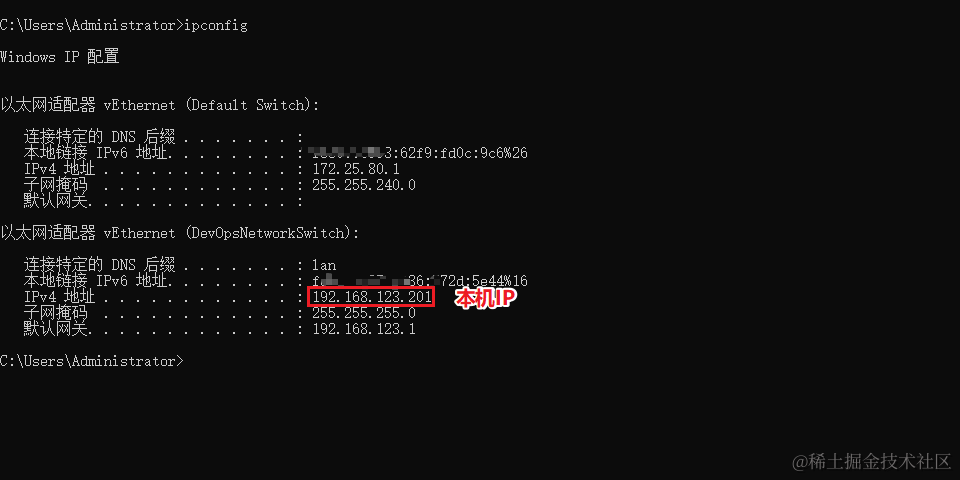 C:\Users\Administrator>ipconfig
Windows IP 配置
以太网适配器 vEthernet (Default Switch):
连接特定的 DNS 后缀 . . . . . . . :
本地链接 IPv6 地址. . . . . . . . : 3:62f9:fd0c:9c6%26
IPv4 地址 . . . . . . . . . . . . : 172.25.80.1
子网掩码 . . . . . . . . . . . . : 255.255.240.0
默认网关. . . . . . . . . . . . . :
以太网适配器 vEthernet (DevOpsNetworkSwitch):
连接特定的 DNS 后缀 . . . . . . . : lan
本地链接 IPv6 地址. . . . . . . . : 72d:5e44%16
IPv4 地址 . . . . . . . . . . . . : 192.168.123.201 本机IP
子网掩码 . . . . . . . . . . . . : 255.255.255.0
默认网关. . . . . . . . . . . . . : 192.168.123.1
C:\Users\Administrator>
@稀土掘金技术社区